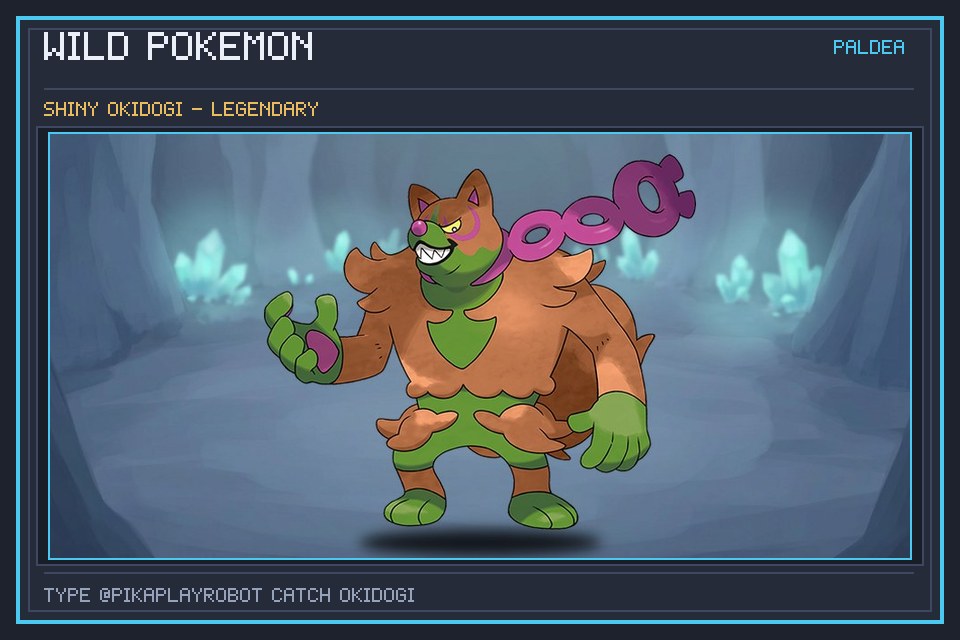 WILD POKEMON
PALDEA
SHINY OKIDOGI - LEGENDARY
TYPE @PIKAPLAYROBOT CATCH OKIDOGI